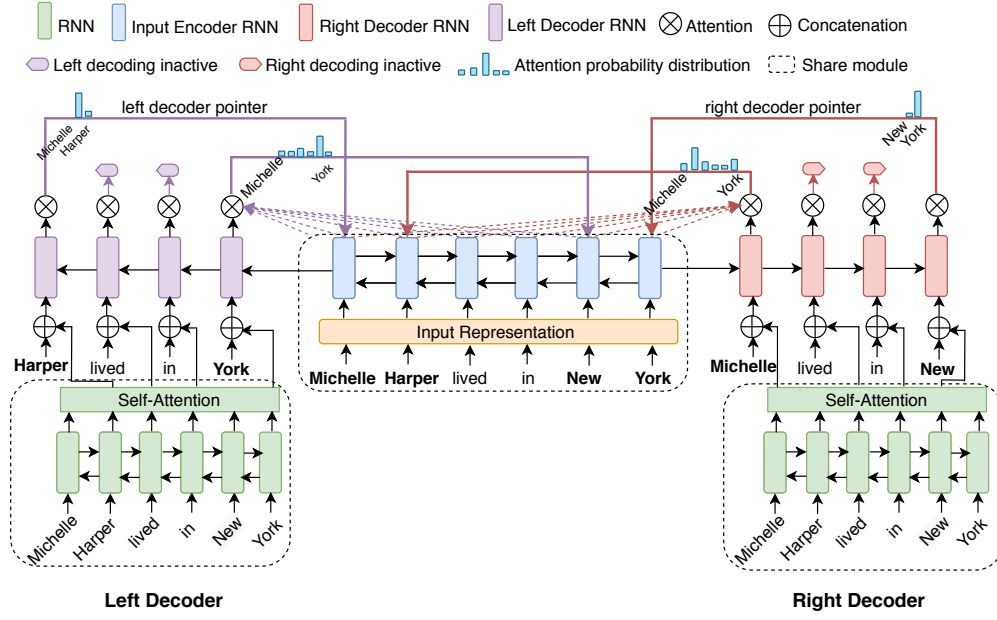 RNN Input Encoder RNN Right Decoder RNN Left Decoder RNN Attention Concatenation
Left decoding inactive Right decoding inactive Attention probability distribution Share module
left decoder pointer right decoder pointer
Michelle Harper
Michelle York
Michelle York
New York
Input Representation
Harper lived in York
Michelle Harper lived in New York
Michelle lived in New
Self-Attention Self-Attention
Michelle Harper lived in New York
Michelle Harper lived in New York
Left Decoder Right Decoder